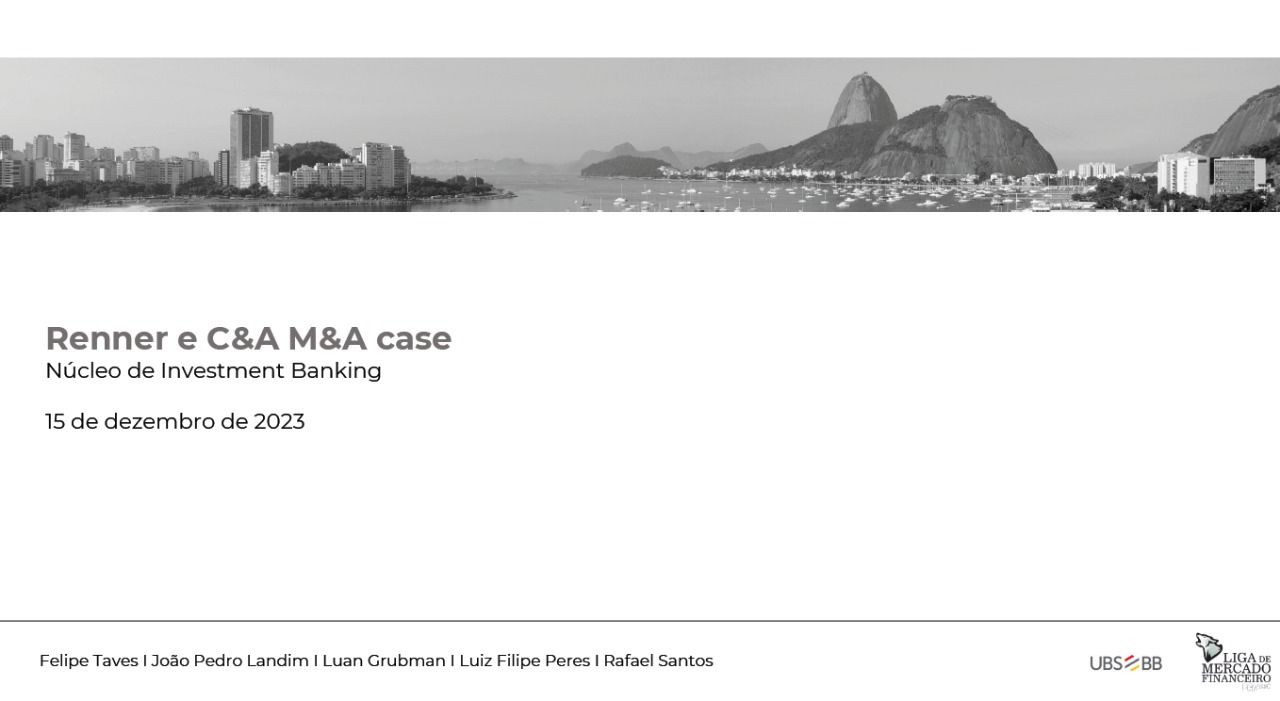 Renner e C&A M&A case
Núcleo de Investment Banking
15 de dezembro de 2023
Felipe Taves I João Pedro Landim I Luan Grubman I Luiz Filipe Peres I Rafael Santos
UBS BB
LIGA DE
MERCADO
FINANCEIRO